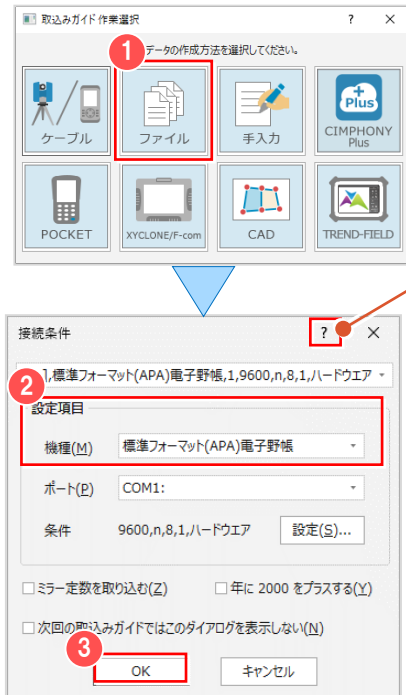 取込みガイド 作業選択 ? ×
1
データの作成方法を選択してください。
ケーブル
ファイル
手入力
Plus
CIMPHONY
Plus
POCKET
XYCLONE/F-com
CAD
TREND-FIELD
接続条件 ? ×
],標準フォーマット(APA)電子野帳,1,9600,n,8,1,ハードウエア
2
設定項目
機種(M) 標準フォーマット(APA)電子野帳
ポート(P) COM1:
条件 9600,n,8,1,ハードウエア 設定(S)...
ミラー定数を取り込む(Z) 年に 2000 をプラスする(Y)
次回の取込みガイドではこのダイアログを表示しない(N)
3
OK キャンセル